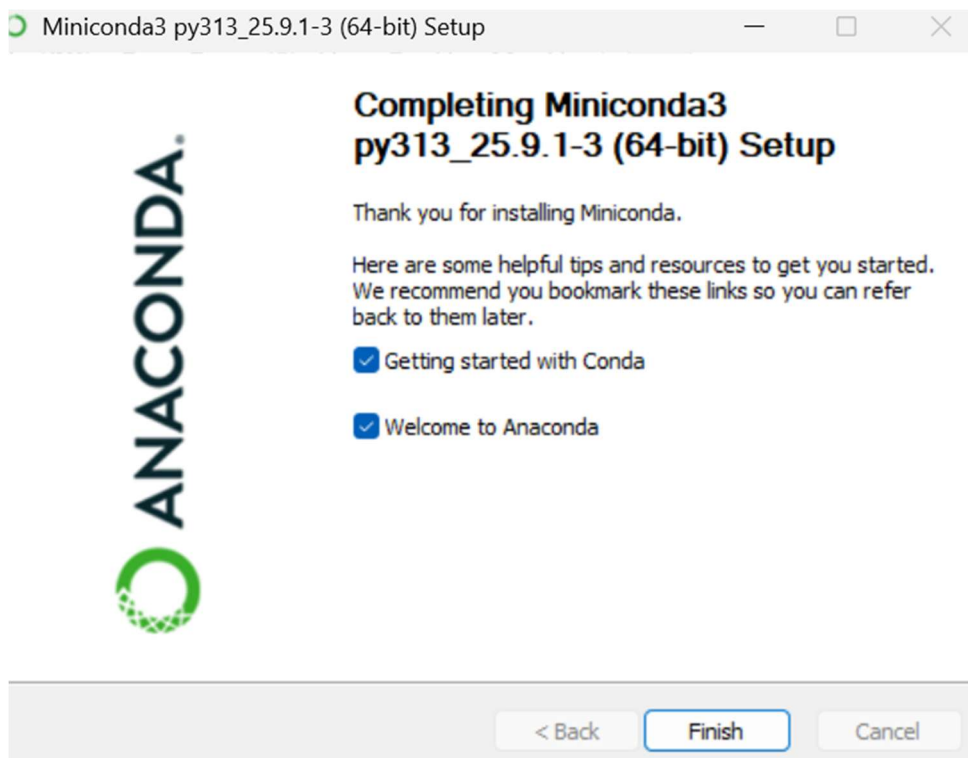 Miniconda3 py313_25.9.1-3 (64-bit) Setup
ANACONDA.
Completing Miniconda3
py313_25.9.1-3 (64-bit) Setup
Thank you for installing Miniconda.
Here are some helpful tips and resources to get you started.
We recommend you bookmark these links so you can refer
back to them later.
Getting started with Conda
Welcome to Anaconda
< Back
Finish
Cancel